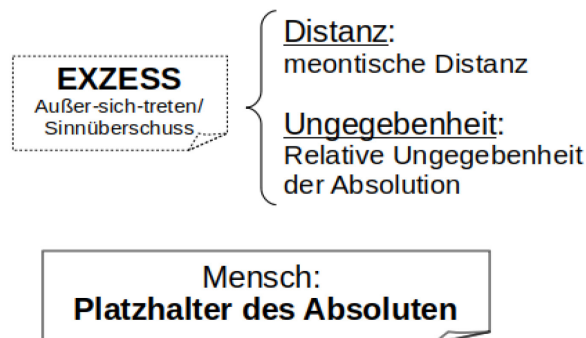 EXZESS
Außer-sich-treten/
Sinnüberschuss
Distanz:
meontische Distanz
Ungegebenheit:
Relative Ungegebenheit
der Absolution
Mensch:
Platzhalter des Absoluten